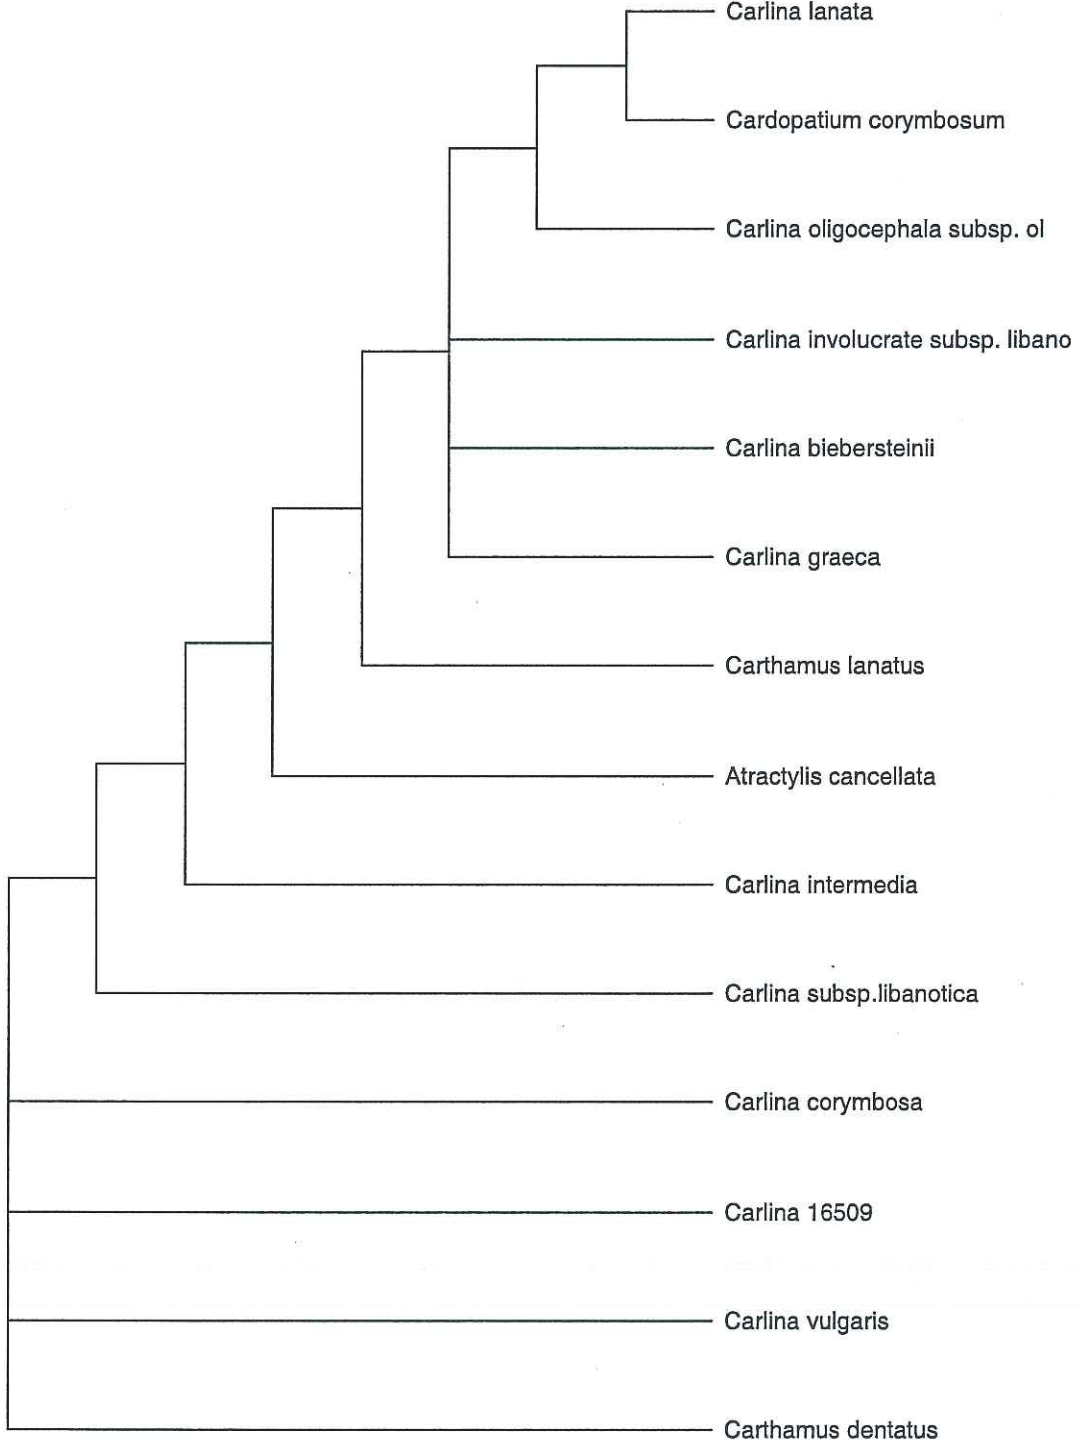 Carlina lanata
Cardopatium corymbosum
Carlina oligocephala subsp. ol
Carlina involucrate subsp. libano
Carlina biebersteinii
Carlina graeca
Carthamus lanatus
Atractylis cancellata
Carlina intermedia
Carlina subsp.libanotica
Carlina corymbosa
Carlina 16509
Carlina vulgaris
Carthamus dentatus